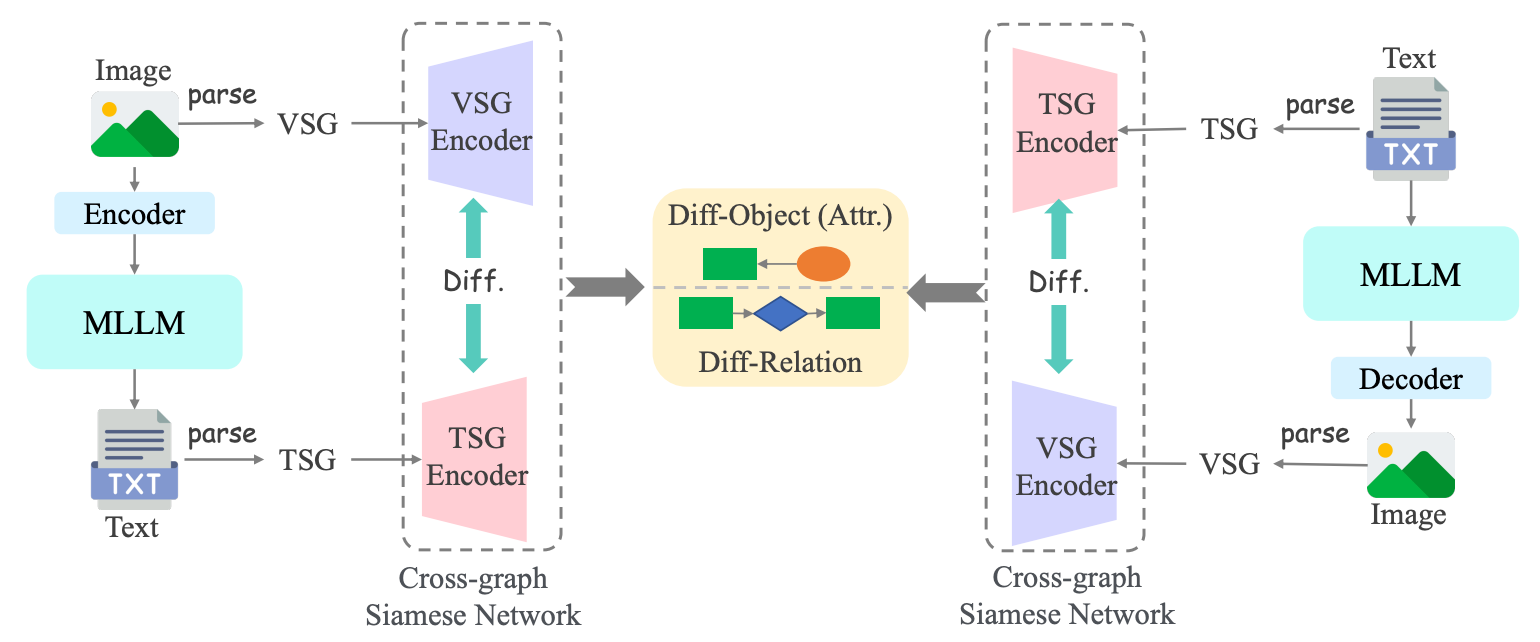 Image
parse
VSG
VSG
Encoder
Encoder
MLLM
Diff.
TXT
Text
parse
TSG
TSG
Encoder
Cross-graph
Siamese Network
Diff-Object (Attr.)
Diff-Relation
TSG
Encoder
Diff.
VSG
Encoder
Cross-graph
Siamese Network
Text
TXT
parse
TSG
MLLM
Decoder
parse
VSG
Image